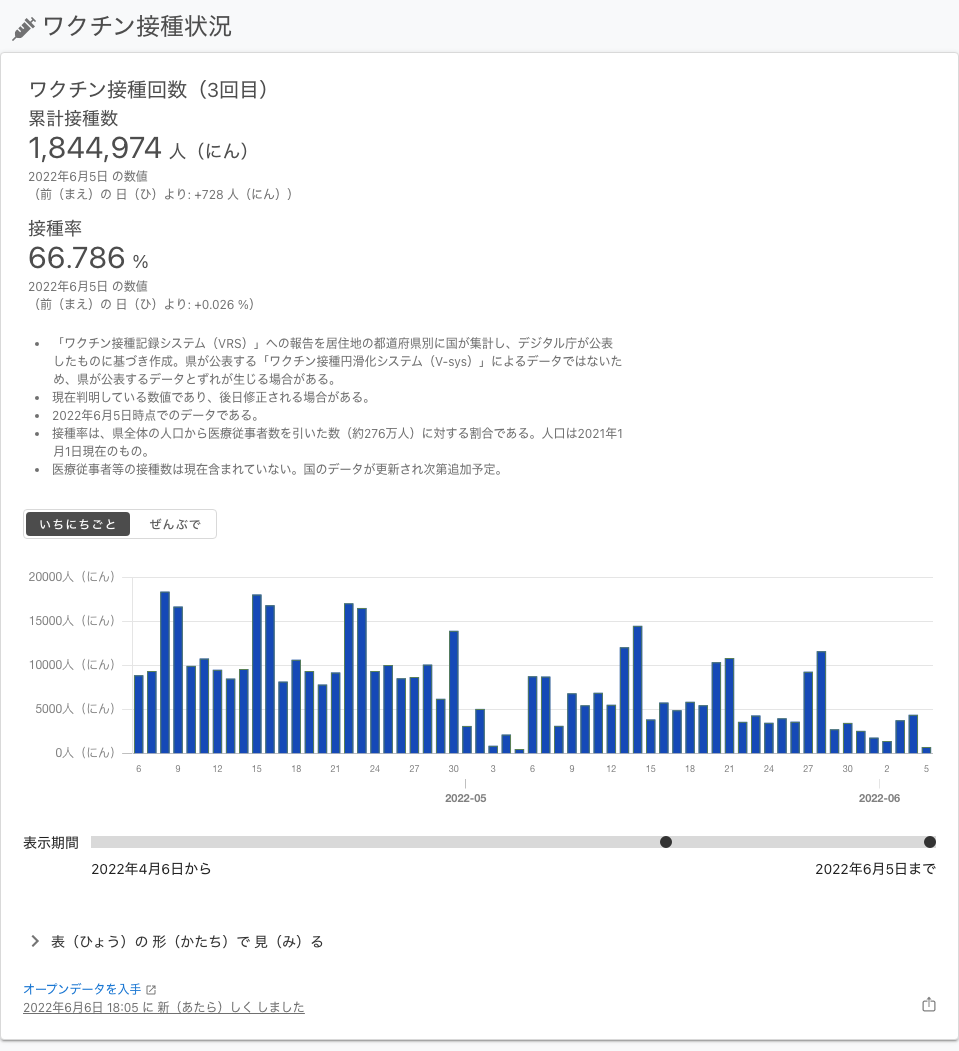 ワクチン接種状況
ワクチン接種回数（3回目）
累計接種数
1,844,974 人（にん）
2022年6月5日 の数値
（前（まえ）の 日（ひ）より: +728 人（にん））
接種率
66.786 %
2022年6月5日 の数値
（前（まえ）の 日（ひ）より: +0.026 %）
• 「ワクチン接種記録システム（VRS）」への報告を居住地の都道府県別に国が集計し、デジタル庁が公表
したものに基づき作成。県が公表する「ワクチン接種円滑化システム（V-sys）」によるデータではないた
め、県が公表するデータとずれが生じる場合がある。
• 現在判明している数値であり、後日修正される場合がある。
• 2022年6月5日時点でのデータである。
• 接種率は、県全体の人口から医療従事者数を引いた数（約276万人）に対する割合である。人口は2021年1
月1日現在のもの。
• 医療従事者等の接種数は現在含まれていない。国のデータが更新され次第追加予定。
いちにちごと ぜんぶで
20000人（にん）
15000人（にん）
10000人（にん）
5000人（にん）
0人（にん）
6 9 12 15 18 21 24 27 30 3 6 9 12 15 18 21 24 27 30 2 5
2022-05 2022-06
表示期間
2022年4月6日から 2022年6月5日まで
表（ひょう）の 形（かたち）で 見（み）る
オープンデータを入手
2022年6月6日 18:05 に 新（あたら）しく しました